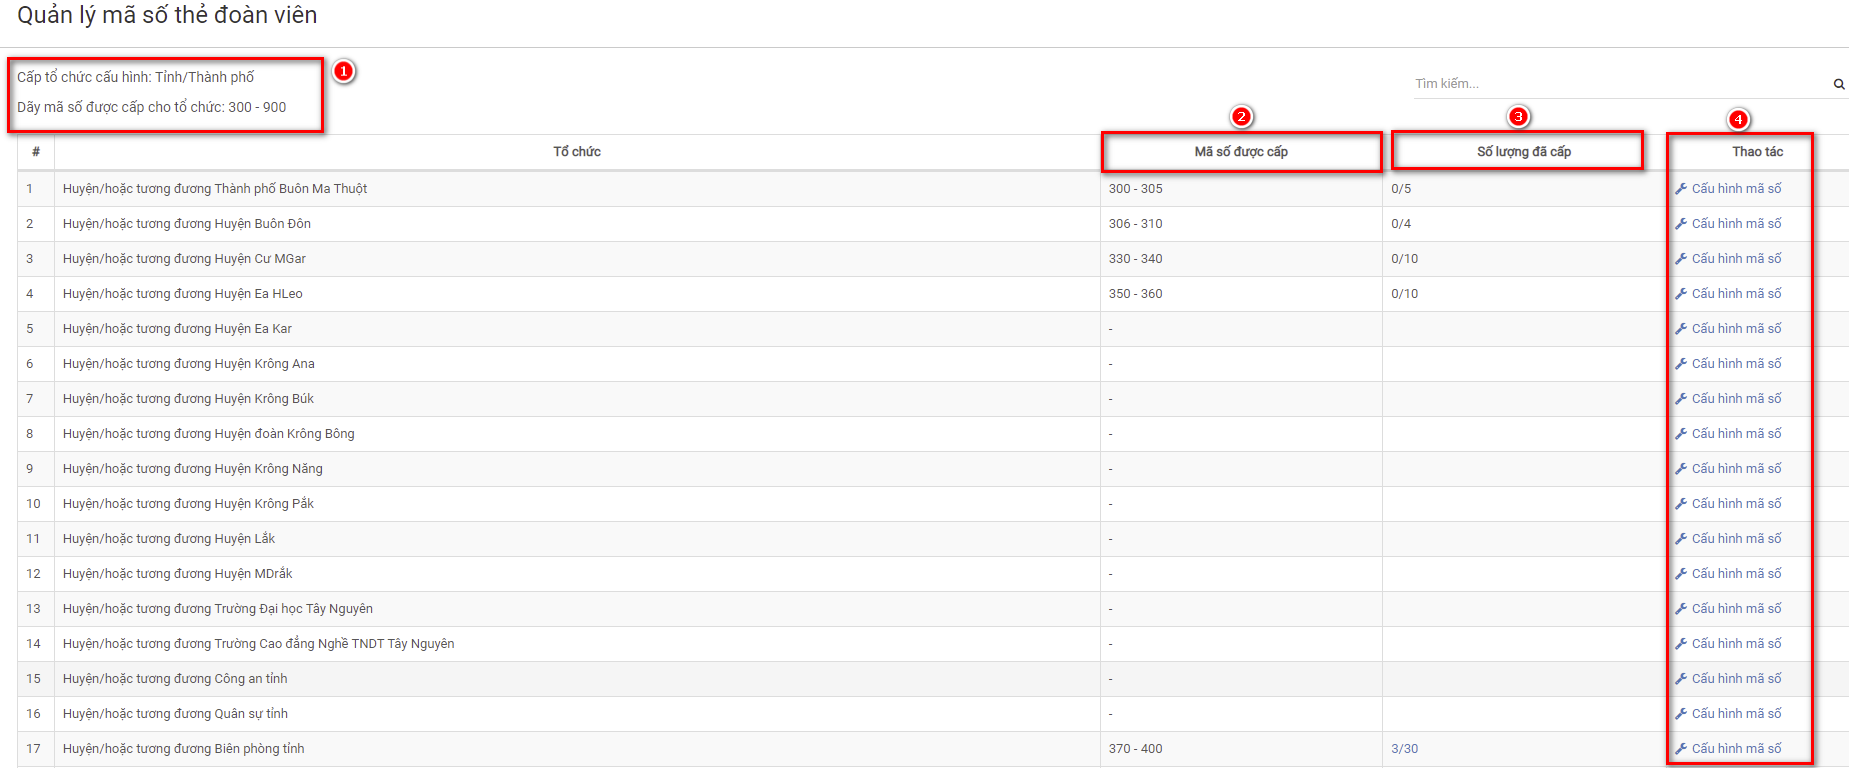 Quản lý mã số thẻ đoàn viên
Cấp tổ chức cấu hình: Tỉnh/Thành phố
1
Dãy mã số được cấp cho tổ chức: 300 - 900
Tìm kiếm...
2
3
4
# Tổ chức Mã số được cấp Số lượng đã cấp Thao tác
1 Huyện/hoặc tương đương Thành phố Buôn Ma Thuột 300 - 305 0/5 Cấu hình mã số
2 Huyện/hoặc tương đương Huyện Buôn Đôn 306 - 310 0/4 Cấu hình mã số
3 Huyện/hoặc tương đương Huyện Cư MGar 330 - 340 0/10 Cấu hình mã số
4 Huyện/hoặc tương đương Huyện Ea HLeo 350 - 360 0/10 Cấu hình mã số
5 Huyện/hoặc tương đương Huyện Ea Kar - Cấu hình mã số
6 Huyện/hoặc tương đương Huyện Krông Ana - Cấu hình mã số
7 Huyện/hoặc tương đương Huyện Krông Búk - Cấu hình mã số
8 Huyện/hoặc tương đương Huyện đoàn Krông Bông - Cấu hình mã số
9 Huyện/hoặc tương đương Huyện Krông Năng - Cấu hình mã số
10 Huyện/hoặc tương đương Huyện Krông Pắk - Cấu hình mã số
11 Huyện/hoặc tương đương Huyện Lắk - Cấu hình mã số
12 Huyện/hoặc tương đương Huyện MDrắk - Cấu hình mã số
13 Huyện/hoặc tương đương Trường Đại học Tây Nguyên - Cấu hình mã số
14 Huyện/hoặc tương đương Trường Cao đẳng Nghề TNDT Tây Nguyên - Cấu hình mã số
15 Huyện/hoặc tương đương Công an tỉnh - Cấu hình mã số
16 Huyện/hoặc tương đương Quân sự tỉnh - Cấu hình mã số
17 Huyện/hoặc tương đương Biên phòng tỉnh 370 - 400 3/30 Cấu hình mã số